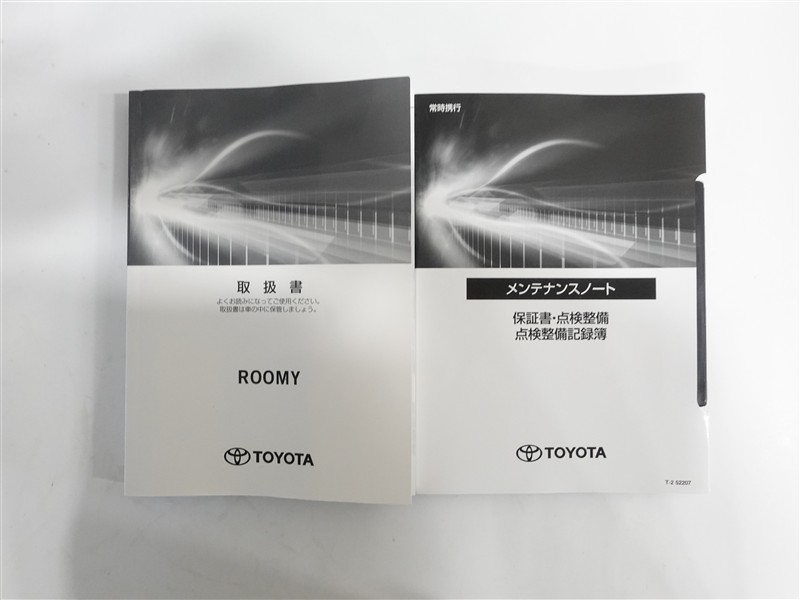 取扱書
よくお読みになってご使用ください。
取扱書は車の中に保管しましょう。
ROOMY
TOYOTA
常時携行
メンテナンスノート
保証書・点検整備
点検整備記録簿
TOYOTA
T-2 52207